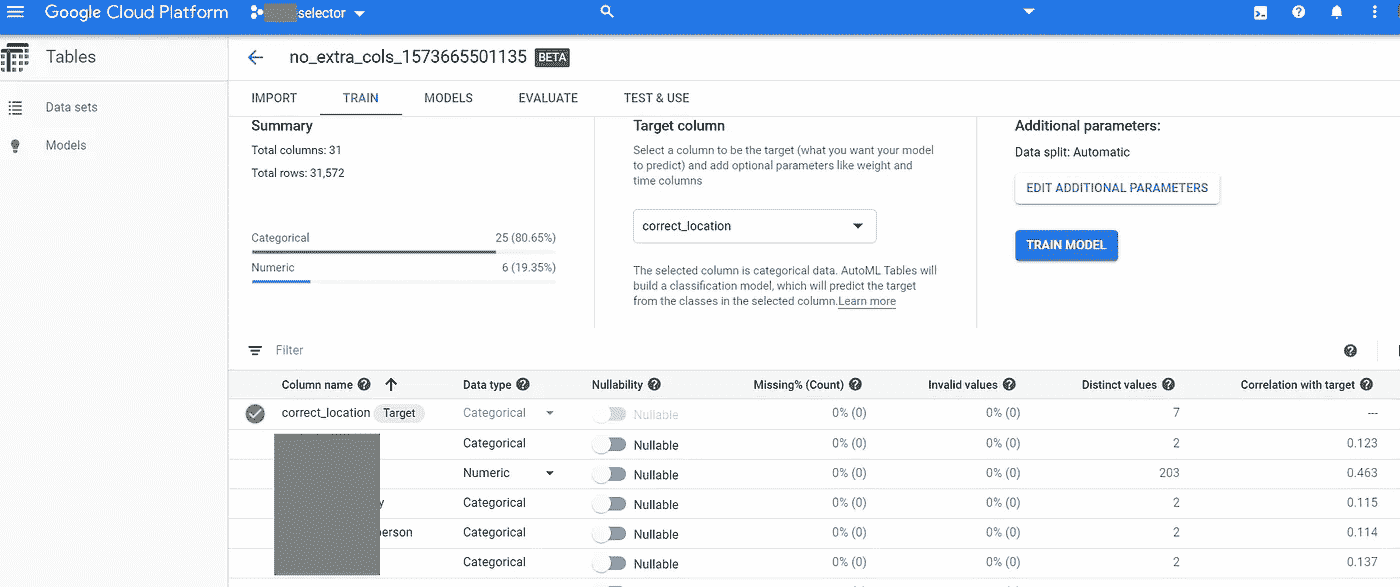 Google Cloud Platform
selector
Tables
no_extra_cols_1573665501135 BETA
Data sets
Models
IMPORT TRAIN MODELS EVALUATE TEST & USE
Summary
Total columns: 31
Total rows: 31,572
Categorical 25 (80.65%)
Numeric 6 (19.35%)
Target column
Select a column to be the target (what you want your model
to predict) and add optional parameters like weight and
time columns
correct_location
The selected column is categorical data. AutoML Tables will
build a classification model, which will predict the target
from the classes in the selected column. Learn more
Additional parameters:
Data split: Automatic
EDIT ADDITIONAL PARAMETERS
TRAIN MODEL
Filter
Column name Data type Nullability Missing% (Count) Invalid values Distinct values Correlation with target
correct_location Target Categorical Nullable 0% (0) 0% (0) 7 ---
Categorical Nullable 0% (0) 0% (0) 2 0.123
Numeric Nullable 0% (0) 0% (0) 203 0.463
y Categorical Nullable 0% (0) 0% (0) 2 0.115
erson Categorical Nullable 0% (0) 0% (0) 2 0.114
Categorical Nullable 0% (0) 0% (0) 2 0.137